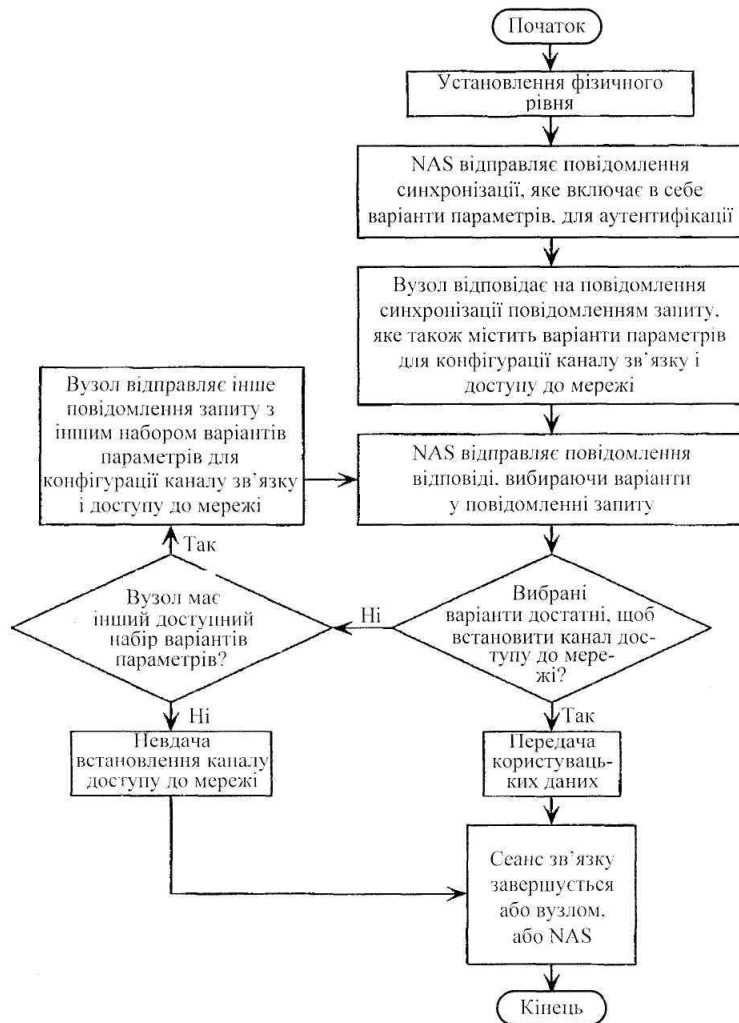 Початок
Установлення фізичного
рівня
NAS відправляє повідомлення
синхронізації, яке включає в себе
варіанти параметрів, для аутентифікації
Вузол відповідає на повідомлення
синхронізації повідомленням запиту,
яке також містить варіанти параметрів
для конфігурації каналу зв'язку і
доступу до мережі
Вузол відправляє інше
повідомлення запиту з
іншим набором варіантів
параметрів для
конфігурації каналу зв'язку
і доступу до мережі
NAS відправляє повідомлення
відповіді, вибираючи варіанти
у повідомленні запиту
Так
Вузол має
інший доступний
набір варіантів
параметрів?
Ні
Вибрані
варіанти достатні, щоб
встановити канал дос-
тупу до мере-
жі?
Ні
Так
Невдача
встановлення каналу
доступу до мережі
Передача
користуваць-
ких даних
Сеанс зв'язку
завершується
або вузлом,
або NAS
Кінець